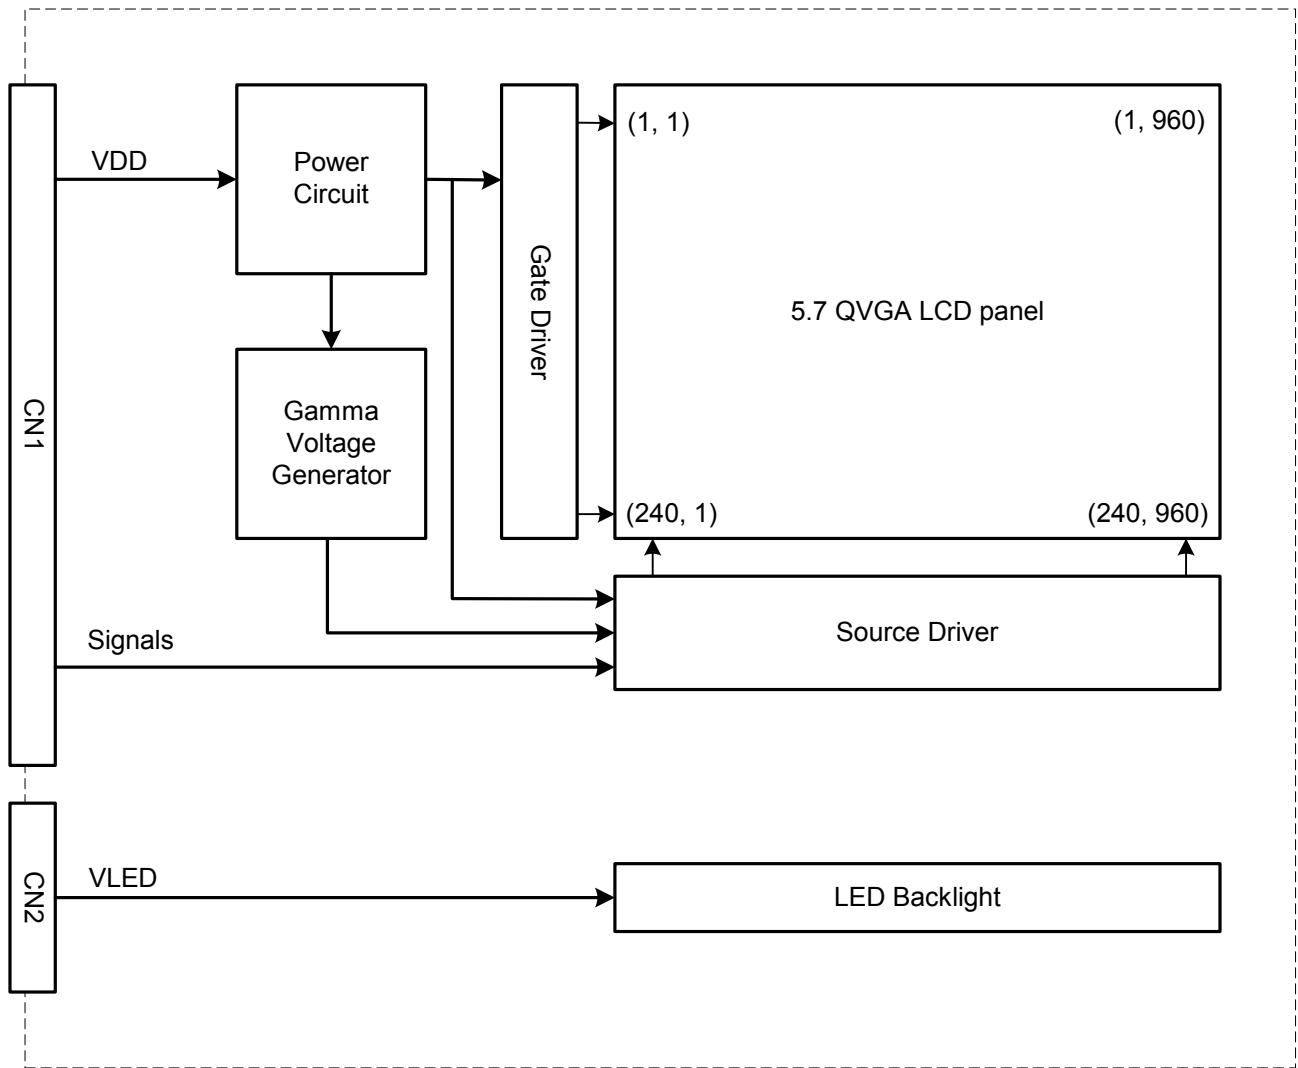 VDD
Power
Circuit
(1, 1)
(1, 960)
Gate Driver
5.7 QVGA LCD panel
CN1
Gamma
Voltage
Generator
(240, 1)
(240, 960)
Signals
Source Driver
CN2
VLED
LED Backlight